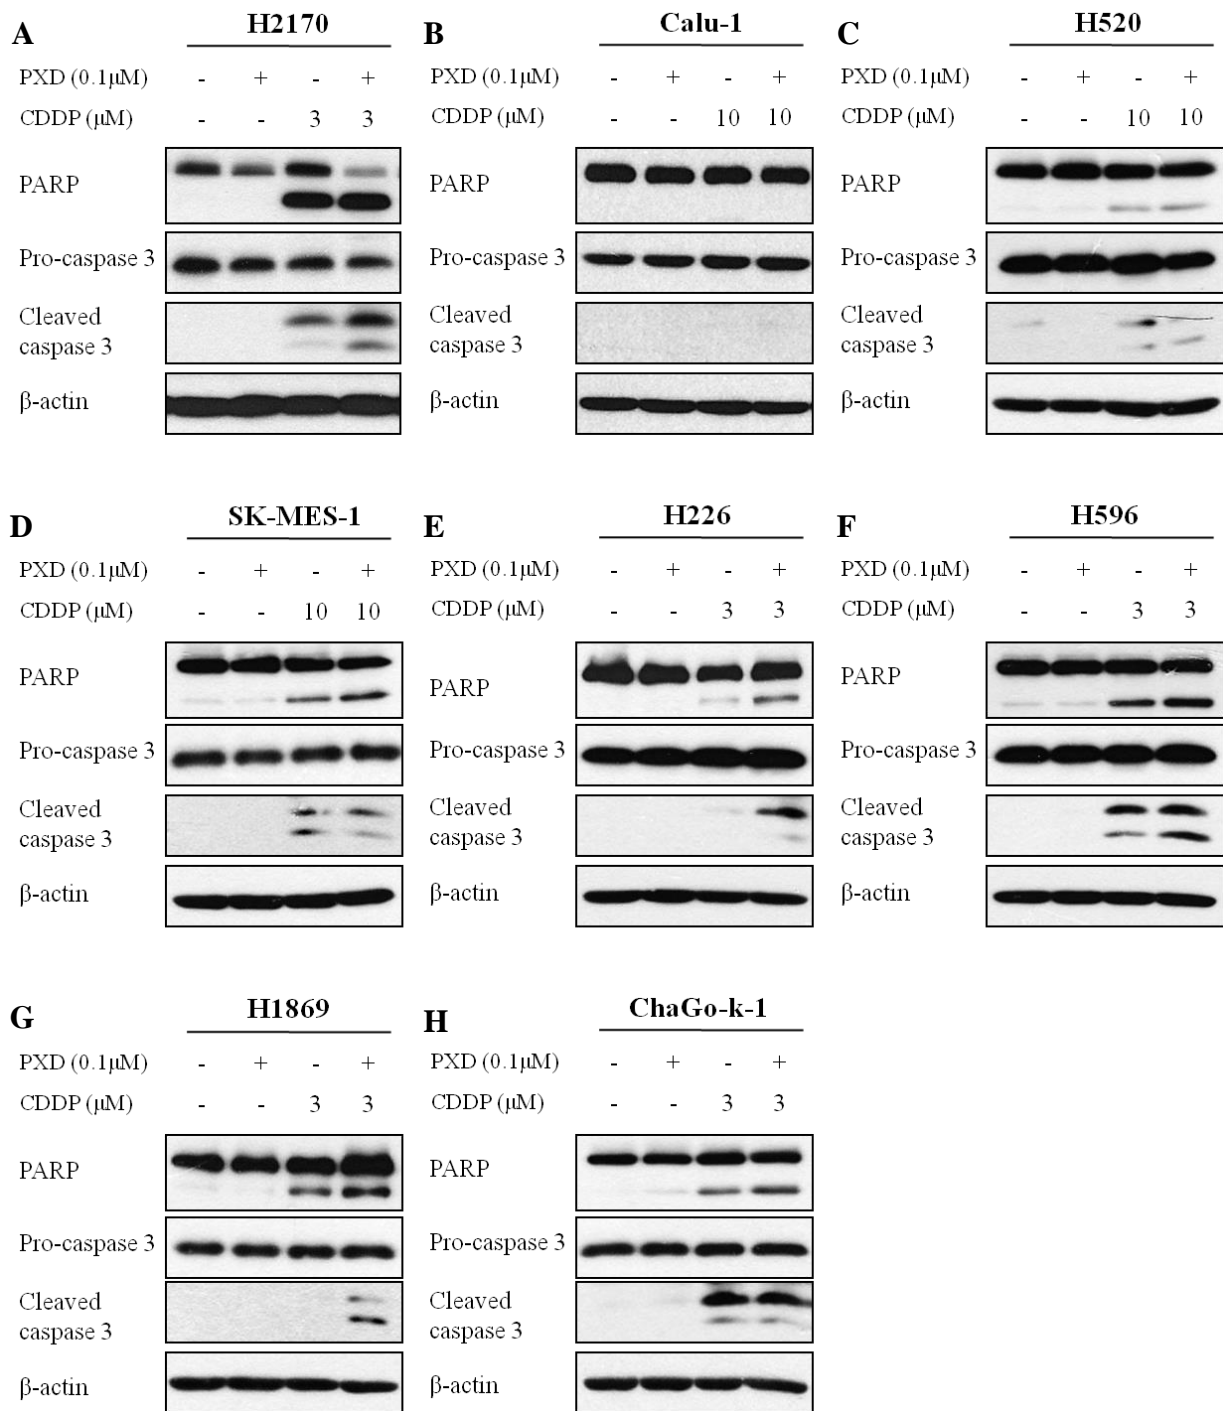 A
H2170
PXD (0.1μM) - + - +
CDDP (μM) - - 3 3
PARP
Pro-caspase 3
Cleaved
caspase 3
β-actin
B
Calu-1
PXD (0.1μM) - + - +
CDDP (μM) - - 10 10
PARP
Pro-caspase 3
Cleaved
caspase 3
β-actin
C
H520
PXD (0.1μM) - + - +
CDDP (μM) - - 10 10
PARP
Pro-caspase 3
Cleaved
caspase 3
β-actin
D
SK-MES-1
PXD (0.1μM) - + - +
CDDP (μM) - - 10 10
PARP
Pro-caspase 3
Cleaved
caspase 3
β-actin
E
H226
PXD (0.1μM) - + - +
CDDP (μM) - - 3 3
PARP
Pro-caspase 3
Cleaved
caspase 3
β-actin
F
H596
PXD (0.1μM) - + - +
CDDP (μM) - - 3 3
PARP
Pro-caspase 3
Cleaved
caspase 3
β-actin
G
H1869
PXD (0.1μM) - + - +
CDDP (μM) - - 3 3
PARP
Pro-caspase 3
Cleaved
caspase 3
β-actin
H
ChaGo-k-1
PXD (0.1μM) - + - +
CDDP (μM) - - 3 3
PARP
Pro-caspase 3
Cleaved
caspase 3
β-actin